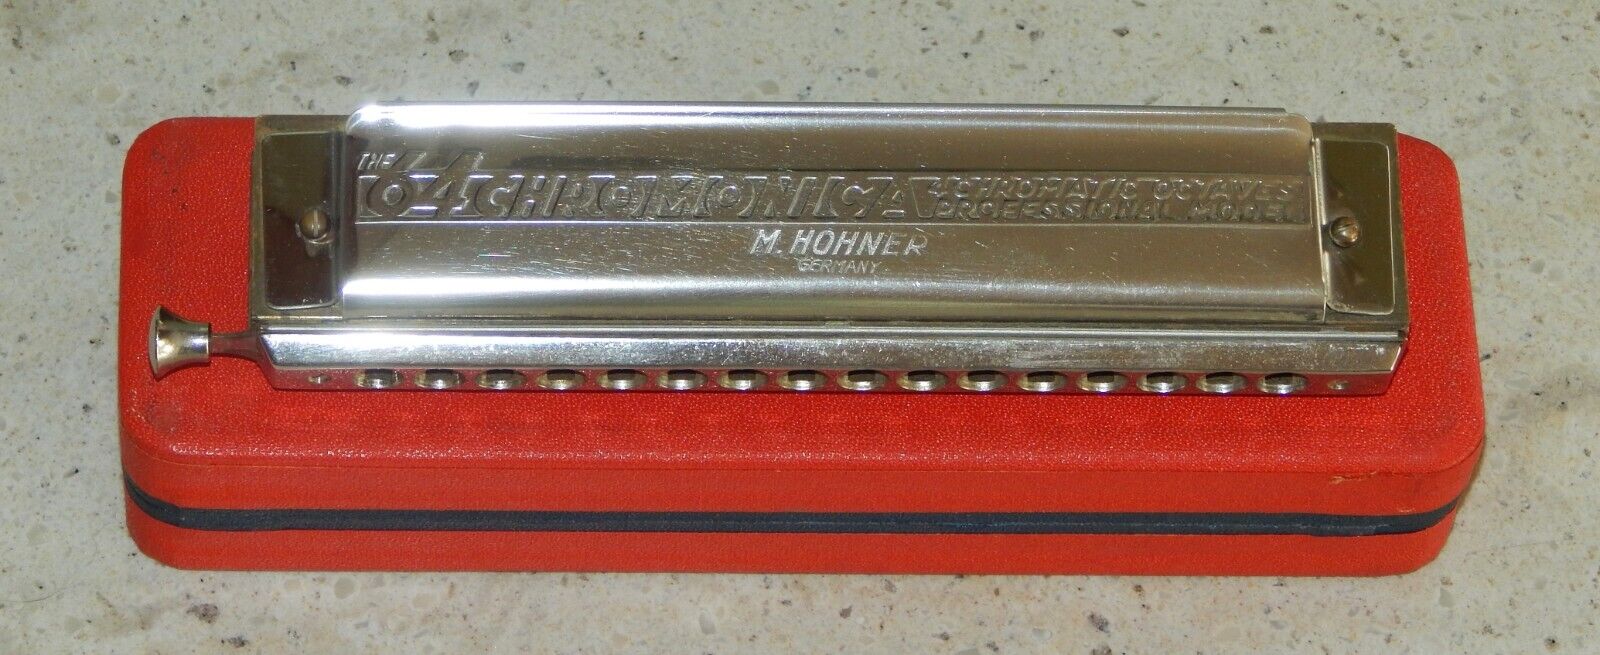 THE 64 CHROMONICA 4 CHROMATIC OCTAVES
PROFESSIONAL MODEL
M. HOHNER
GERMANY